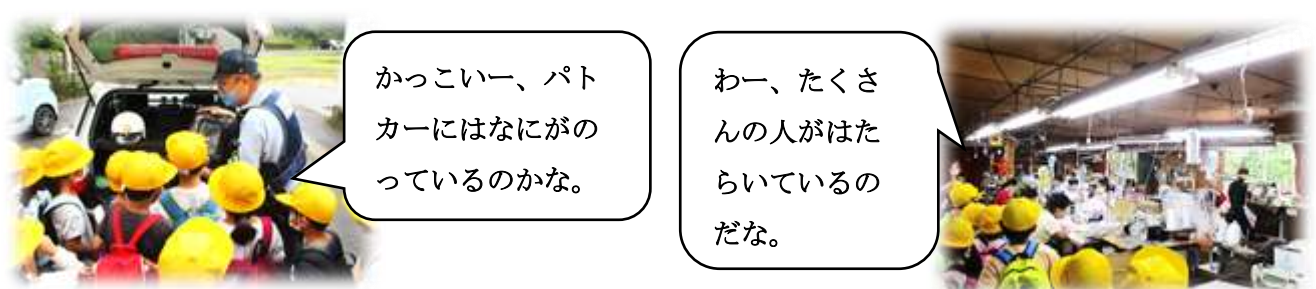 かっこいー、パト
カーにはなにがの
っているのかな。
わー、たくさ
んの人がはた
らいているの
だな。